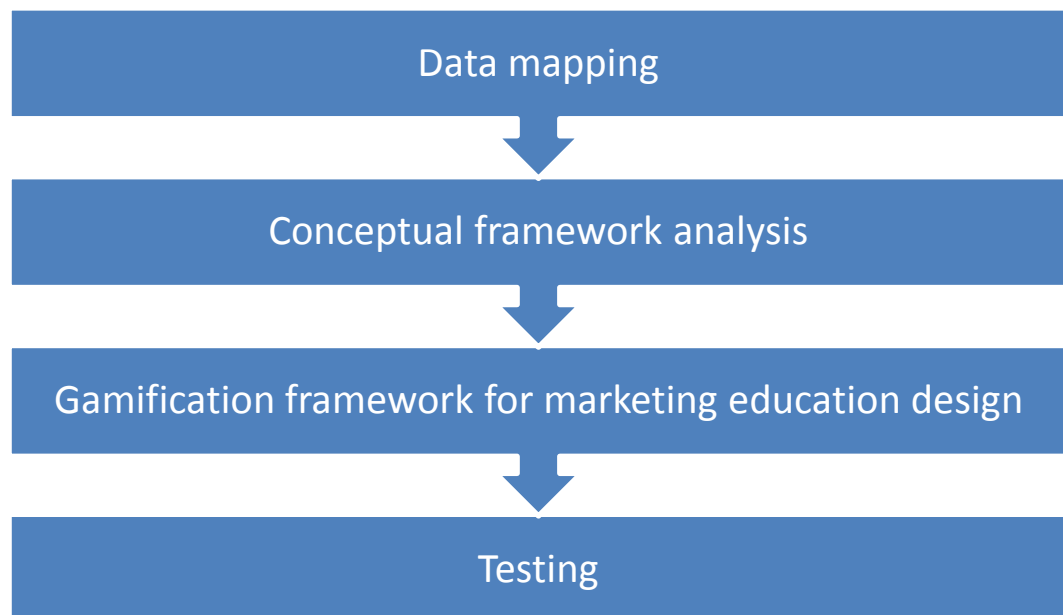 Data mapping
Conceptual framework analysis
Gamification framework for marketing education design
Testing